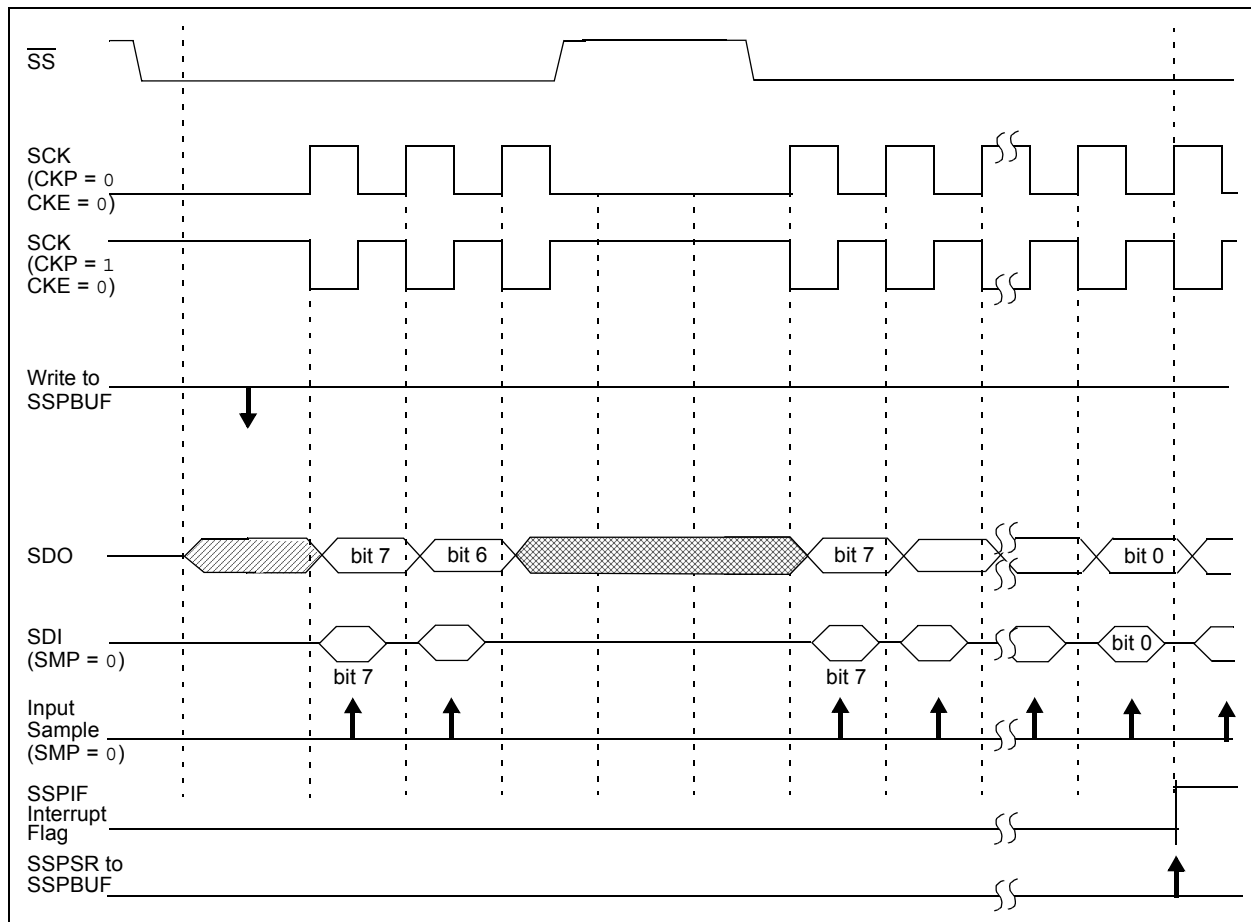 SS
SCK
(CKP = 0
CKE = 0)
SCK
(CKP = 1
CKE = 0)
Write to
SSPBUF
SDO
bit 7
bit 6
bit 7
bit 0
SDI
(SMP = 0)
bit 7
bit 7
bit 0
Input
Sample
(SMP = 0)
SSPIF
Interrupt
Flag
SSPSR to
SSPBUF